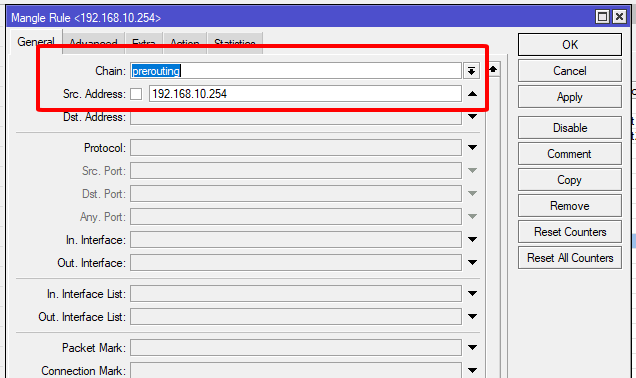 Mangle Rule <192.168.10.254>
General Advanced Extra Action Statistics
Chain: prerouting
Src. Address: 192.168.10.254
Dst. Address:
Protocol:
Src. Port:
Dst. Port:
Any. Port:
In. Interface:
Out. Interface:
In. Interface List:
Out. Interface List:
Packet Mark:
Connection Mark:
OK
Cancel
Apply
Disable
Comment
Copy
Remove
Reset Counters
Reset All Counters